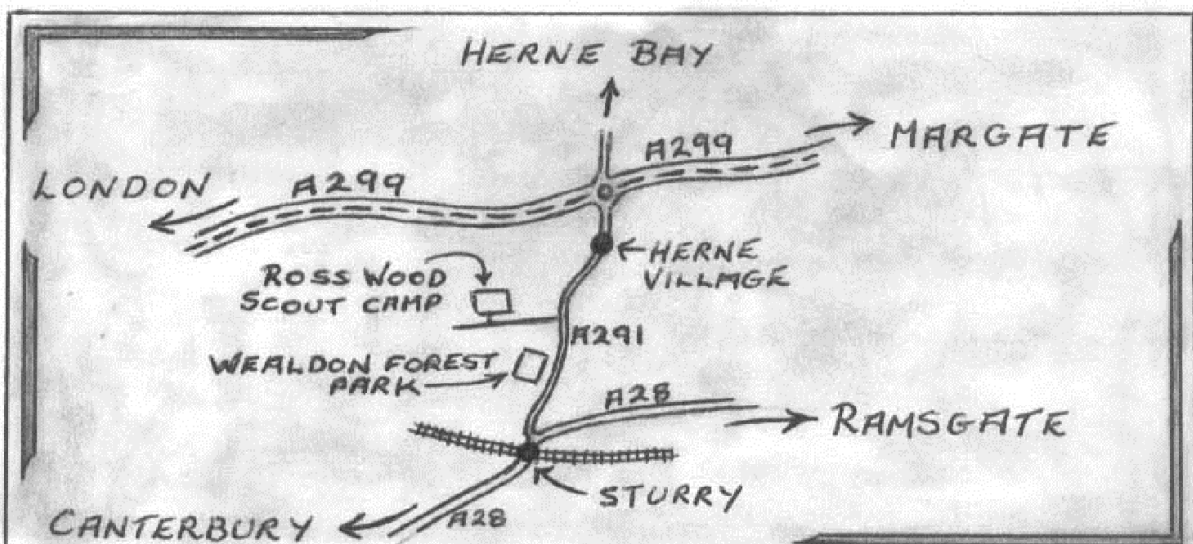 HERNE BAY
A299
MARGATE
LONDON
A299
HERNE
VILLAGE
ROSS WOOD
SCOUT CAMP
A291
WEALDON FOREST
PARK
A28
RAMSGATE
STURRY
CANTERBURY
A28